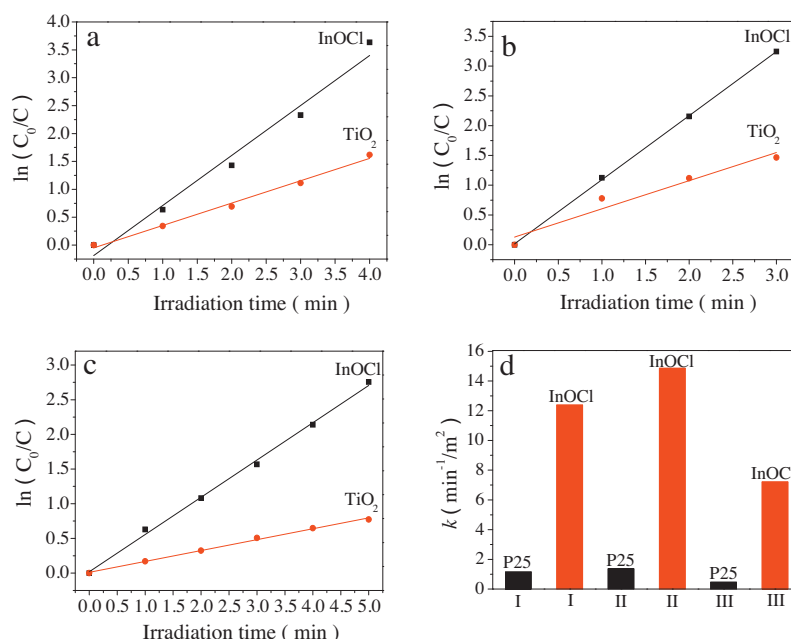 a
InOCl
TiO2
ln ( C0/C )
4.0
3.5
3.0
2.5
2.0
1.5
1.0
0.5
0.0
0.0 0.5 1.0 1.5 2.0 2.5 3.0 3.5 4.0
Irradiation time ( min )
b
InOCl
TiO2
ln ( C0/C )
3.5
3.0
2.5
2.0
1.5
1.0
0.5
0.0
0.0 0.5 1.0 1.5 2.0 2.5 3.0
Irradiation time ( min )
c
InOCl
TiO2
ln ( C0/C )
3.0
2.5
2.0
1.5
1.0
0.5
0.0
0.0 0.5 1.0 1.5 2.0 2.5 3.0 3.5 4.0 4.5 5.0
Irradiation time ( min )
d
k ( min-1/m2 )
16
14
12
10
8
6
4
2
0
P25 InOCl P25 InOCl P25 InOC
I I II II III III